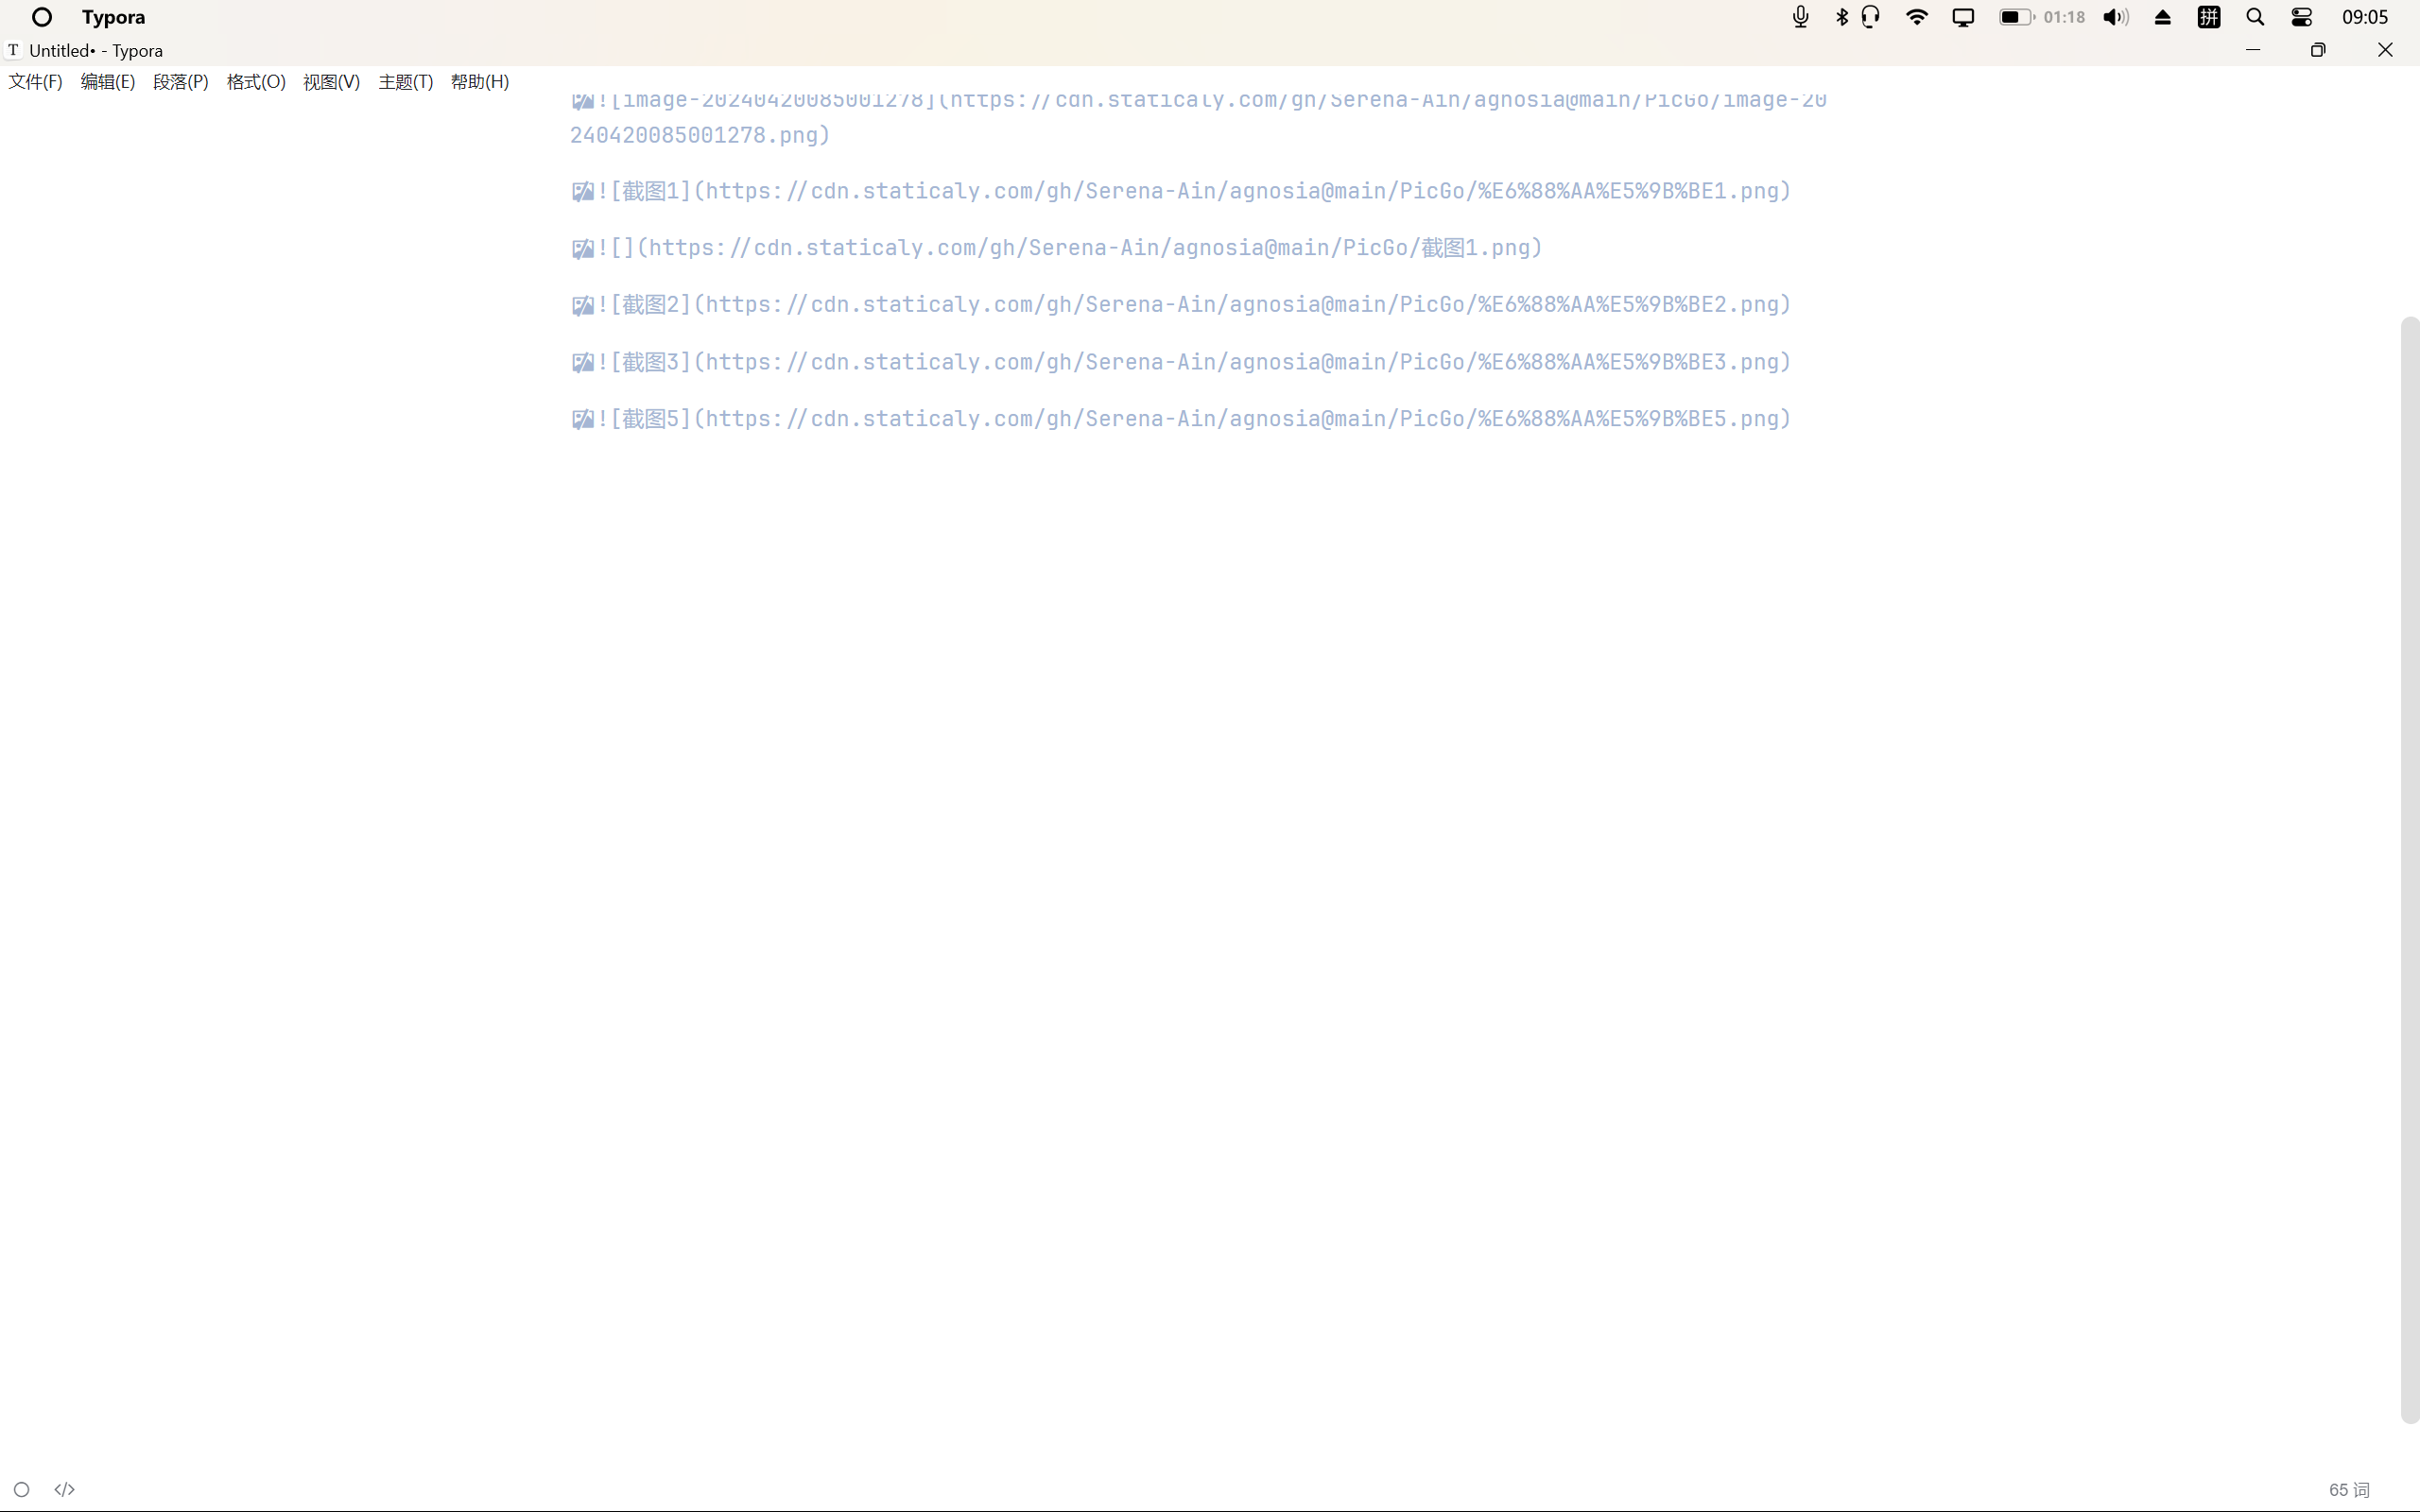 Typora
01:18
拼
09:05
T Untitled• - Typora
文件(F) 编辑(E) 段落(P) 格式(O) 视图(V) 主题(T) 帮助(H)
![image-20240420085001278](https://cdn.staticaly.com/gh/Serena-Ain/agnosia@main/PicGo/image-20
240420085001278.png)
![截图1](https://cdn.staticaly.com/gh/Serena-Ain/agnosia@main/PicGo/%E6%88%AA%E5%9B%BE1.png)
![](https://cdn.staticaly.com/gh/Serena-Ain/agnosia@main/PicGo/截图1.png)
![截图2](https://cdn.staticaly.com/gh/Serena-Ain/agnosia@main/PicGo/%E6%88%AA%E5%9B%BE2.png)
![截图3](https://cdn.staticaly.com/gh/Serena-Ain/agnosia@main/PicGo/%E6%88%AA%E5%9B%BE3.png)
![截图5](https://cdn.staticaly.com/gh/Serena-Ain/agnosia@main/PicGo/%E6%88%AA%E5%9B%BE5.png)
</> 65 词